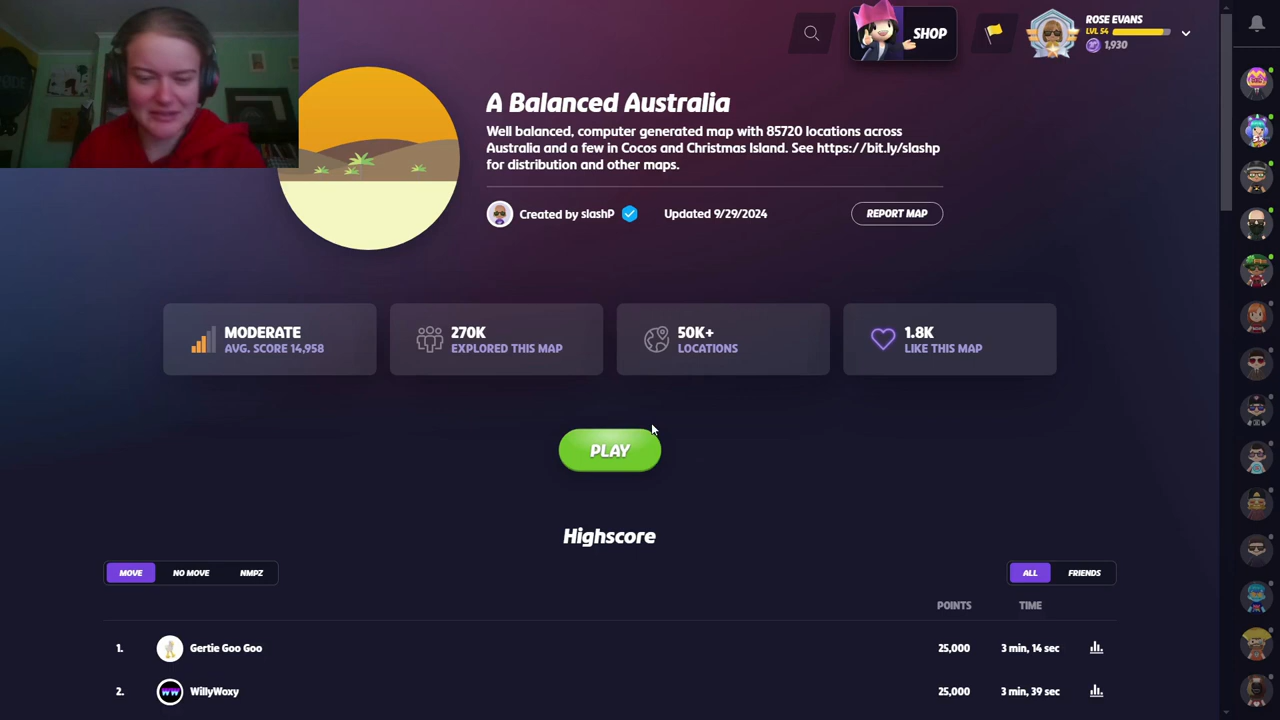 SHOP
ROSE EVANS
LVL 54
1,930
A Balanced Australia
Well balanced, computer generated map with 85720 locations across
Australia and a few in Cocos and Christmas Island. See https://bit.ly/slashp
for distribution and other maps.
Created by slashP
Updated 9/29/2024
REPORT MAP
MODERATE
AVG. SCORE 14,958
270K
EXPLORED THIS MAP
50K+
LOCATIONS
1.8K
LIKE THIS MAP
PLAY
Highscore
MOVE
NO MOVE
NMPZ
ALL
FRIENDS
POINTS
TIME
1.
Gertie Goo Goo
25,000
3 min, 14 sec
2.
WillyWoxy
25,000
3 min, 39 sec